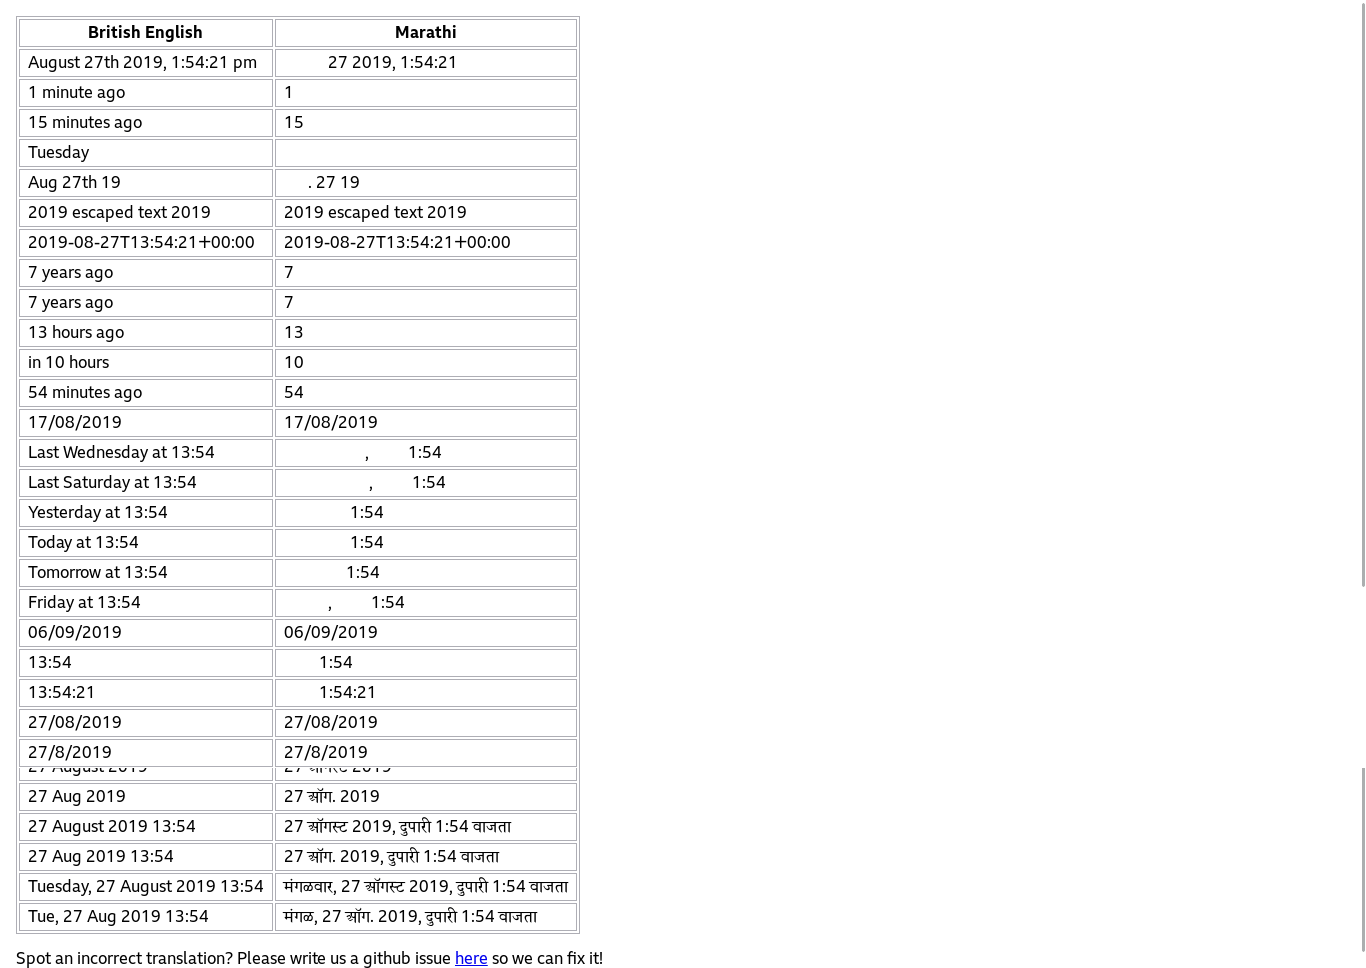 British English Marathi
August 27th 2019, 1:54:21 pm 27 2019, 1:54:21
1 minute ago 1
15 minutes ago 15
Tuesday
Aug 27th 19 . 27 19
2019 escaped text 2019 2019 escaped text 2019
2019-08-27T13:54:21+00:00 2019-08-27T13:54:21+00:00
7 years ago 7
7 years ago 7
13 hours ago 13
in 10 hours 10
54 minutes ago 54
17/08/2019 17/08/2019
Last Wednesday at 13:54 , 1:54
Last Saturday at 13:54 , 1:54
Yesterday at 13:54 1:54
Today at 13:54 1:54
Tomorrow at 13:54 1:54
Friday at 13:54 , 1:54
06/09/2019 06/09/2019
13:54 1:54
13:54:21 1:54:21
27/08/2019 27/08/2019
27/8/2019 27/8/2019
27 August 2019 27 ऑगस्ट 2019
27 Aug 2019 27 ऑग. 2019
27 August 2019 13:54 27 ऑगस्ट 2019, दुपारी 1:54 वाजता
27 Aug 2019 13:54 27 ऑग. 2019, दुपारी 1:54 वाजता
Tuesday, 27 August 2019 13:54 मंगळवार, 27 ऑगस्ट 2019, दुपारी 1:54 वाजता
Tue, 27 Aug 2019 13:54 मंगळ, 27 ऑग. 2019, दुपारी 1:54 वाजता
Spot an incorrect translation? Please write us a github issue here so we can fix it!